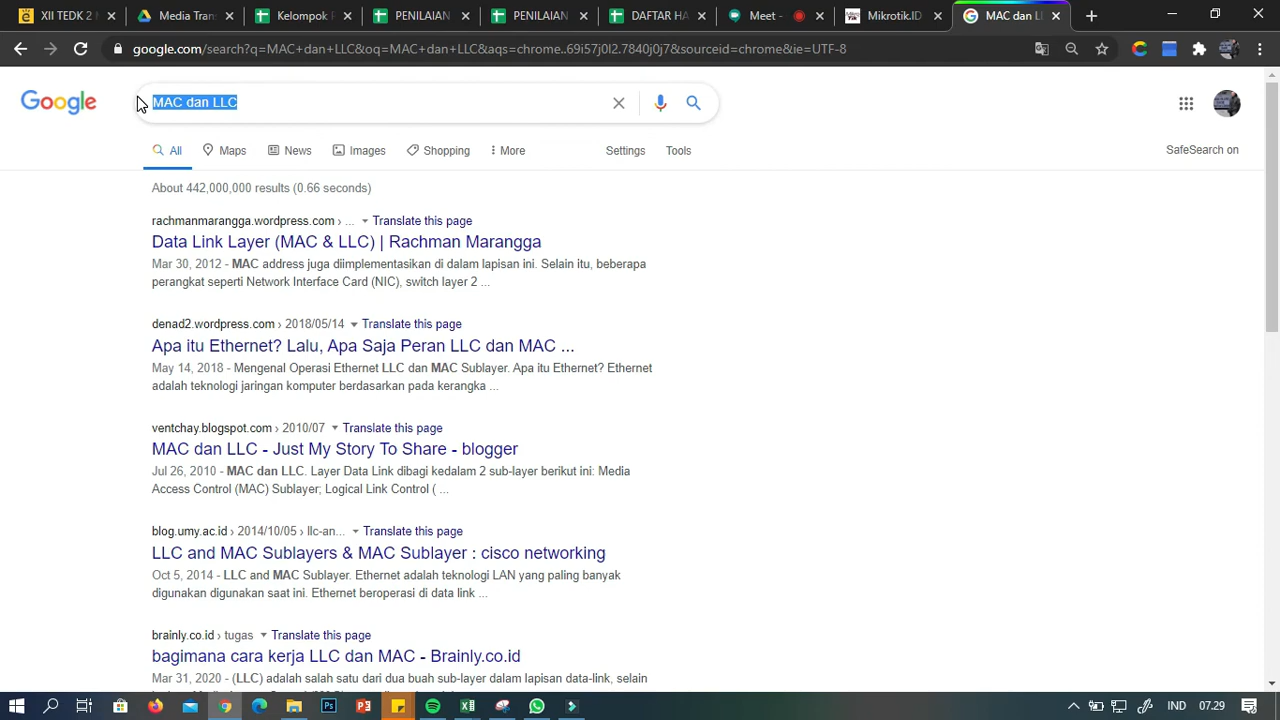 XII TEDK 2
Media Tran
Kelompok P
PENILAIAN
PENILAIAN
DAFTAR HA
Meet -
Mikrotik.ID
MAC dan L
google.com/search?q=MAC+dan+LLC&oq=MAC+dan+LLC&aqs=chrome..69i57j0l2.7840j0j7&sourceid=chrome&ie=UTF-8
Google
MAC dan LLC
All
Maps
News
Images
Shopping
More
Settings
Tools
SafeSearch on
About 442,000,000 results (0.66 seconds)
rachmanmarangga.wordpress.com › ... Translate this page
Data Link Layer (MAC & LLC) | Rachman Marangga
Mar 30, 2012 - MAC address juga diimplementasikan di dalam lapisan ini. Selain itu, beberapa
perangkat seperti Network Interface Card (NIC), switch layer 2 ...
denad2.wordpress.com › 2018/05/14 Translate this page
Apa itu Ethernet? Lalu, Apa Saja Peran LLC dan MAC ...
May 14, 2018 - Mengenal Operasi Ethernet LLC dan MAC Sublayer. Apa itu Ethernet? Ethernet
adalah teknologi jaringan komputer berdasarkan pada kerangka ...
ventchay.blogspot.com › 2010/07 Translate this page
MAC dan LLC - Just My Story To Share - blogger
Jul 26, 2010 - MAC dan LLC. Layer Data Link dibagi kedalam 2 sub-layer berikut ini: Media
Access Control (MAC) Sublayer; Logical Link Control ( ...
blog.umy.ac.id › 2014/10/05 › llc-an... Translate this page
LLC and MAC Sublayers & MAC Sublayer : cisco networking
Oct 5, 2014 - LLC and MAC Sublayer. Ethernet adalah teknologi LAN yang paling banyak
digunakan digunakan saat ini. Ethernet beroperasi di data link ...
brainly.co.id › tugas Translate this page
bagimana cara kerja LLC dan MAC - Brainly.co.id
Mar 31, 2020 - (LLC) adalah salah satu dari dua buah sub-layer dalam lapisan data-link, selain
IND
07.29